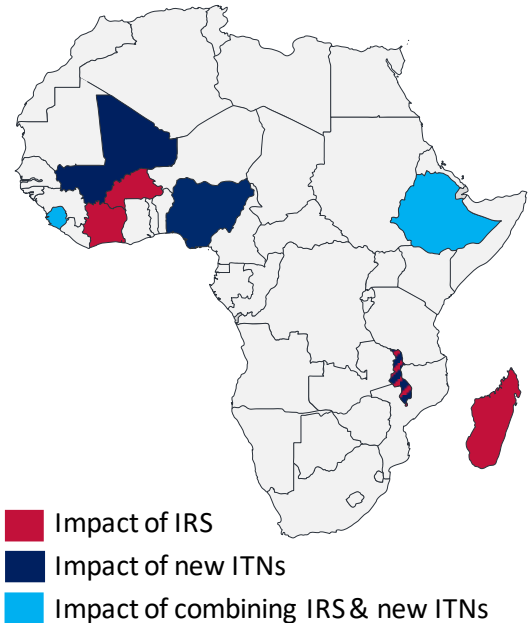 Impact of IRS
Impact of new ITNs
Impact of combining IRS & new ITNs